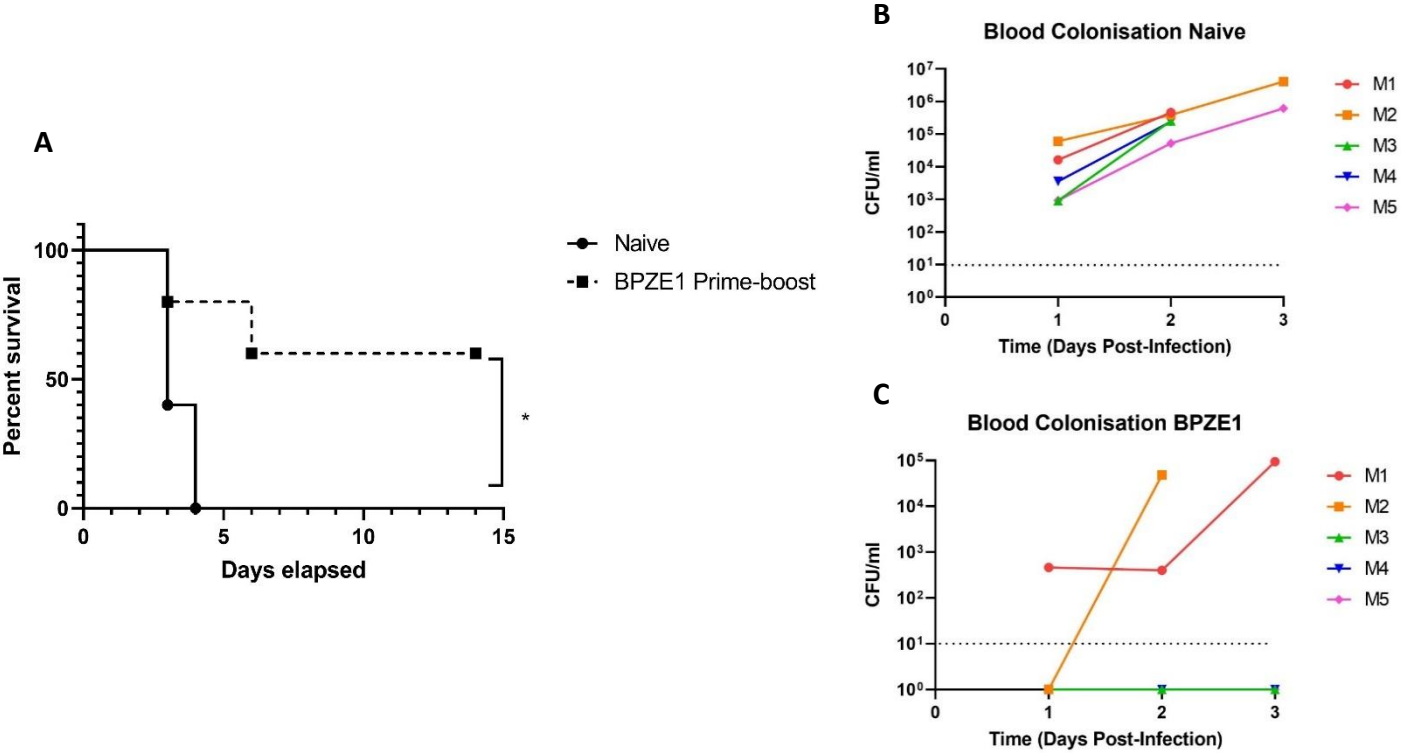 A
Percent survival
100
50
0
0 5 10 15
Days elapsed
Naive
BPZE1 Prime-boost
*
B
Blood Colonisation Naive
CFU/ml
10⁷
10⁶
10⁵
10⁴
10³
10²
10¹
10⁰
0 1 2 3
Time (Days Post-Infection)
M1
M2
M3
M4
M5
C
Blood Colonisation BPZE1
CFU/ml
10⁵
10⁴
10³
10²
10¹
10⁰
0 1 2 3
Time (Days Post-Infection)
M1
M2
M3
M4
M5